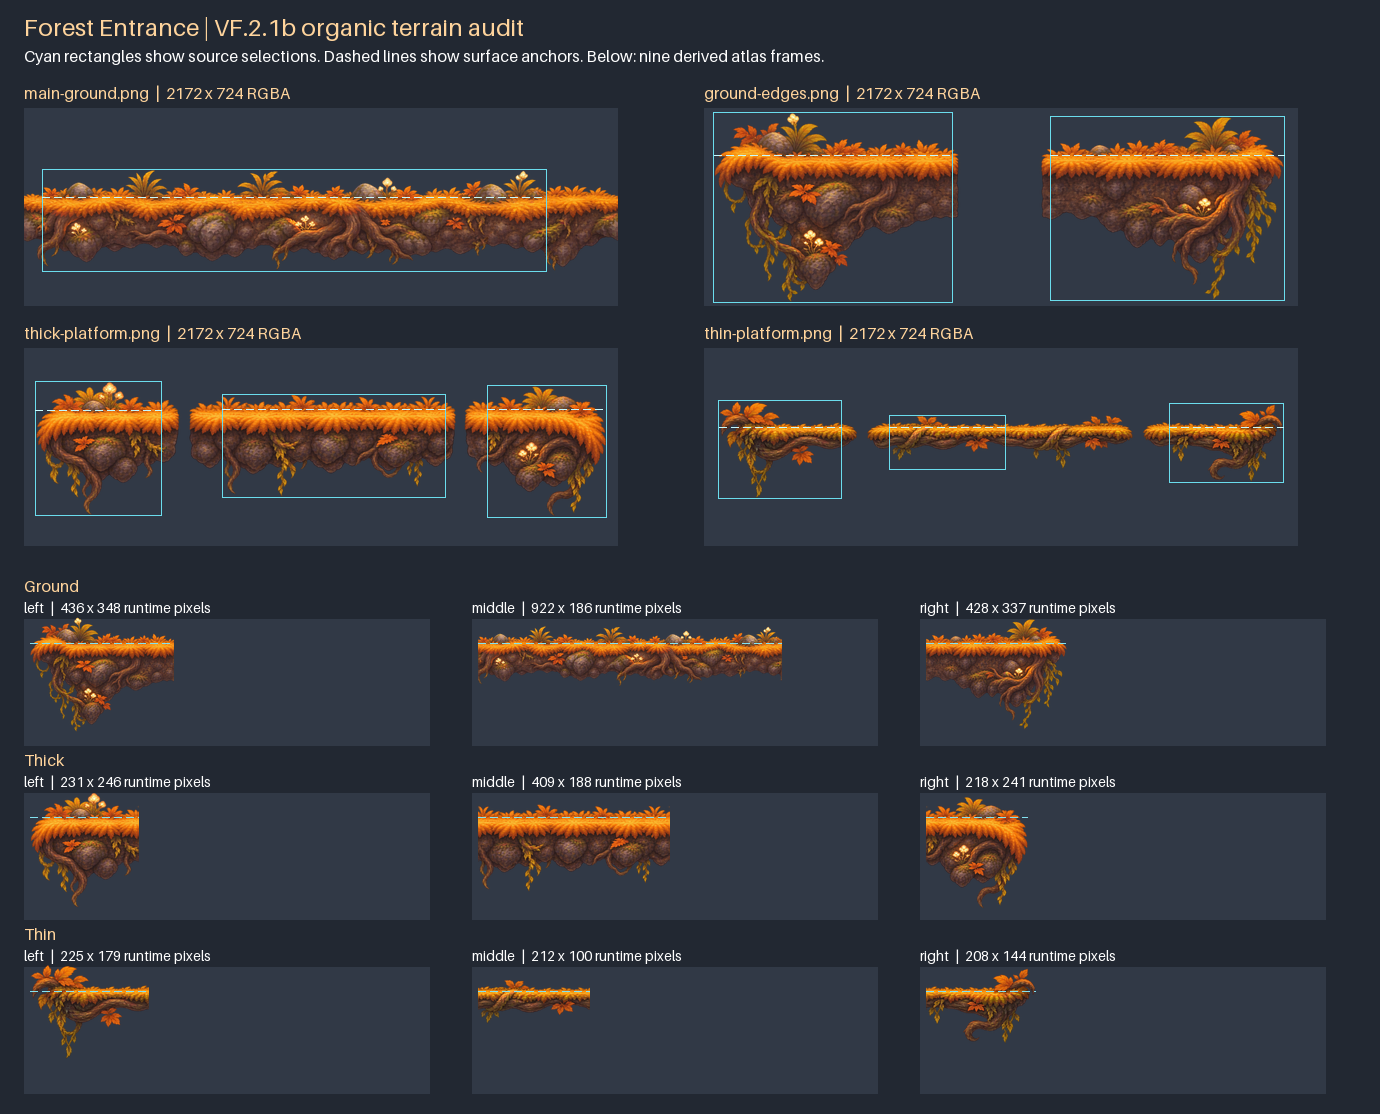 Forest Entrance | VF.2.1b organic terrain audit
Cyan rectangles show source selections. Dashed lines show surface anchors. Below: nine derived atlas frames.
main-ground.png | 2172 x 724 RGBA
ground-edges.png | 2172 x 724 RGBA
thick-platform.png | 2172 x 724 RGBA
thin-platform.png | 2172 x 724 RGBA
Ground
left | 436 x 348 runtime pixels
middle | 922 x 186 runtime pixels
right | 428 x 337 runtime pixels
Thick
left | 231 x 246 runtime pixels
middle | 409 x 188 runtime pixels
right | 218 x 241 runtime pixels
Thin
left | 225 x 179 runtime pixels
middle | 212 x 100 runtime pixels
right | 208 x 144 runtime pixels